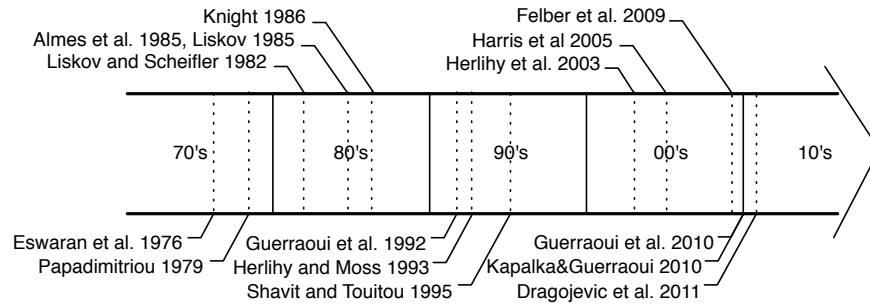 Knight 1986
Almes et al. 1985, Liskov 1985
Liskov and Scheifler 1982
Felber et al. 2009
Harris et al 2005
Herlihy et al. 2003
70's
80's
90's
00's
10's
Eswaran et al. 1976
Papadimitriou 1979
Guerraoui et al. 1992
Herlihy and Moss 1993
Shavit and Touitou 1995
Guerraoui et al. 2010
Kapalka&Guerraoui 2010
Dragojevic et al. 2011